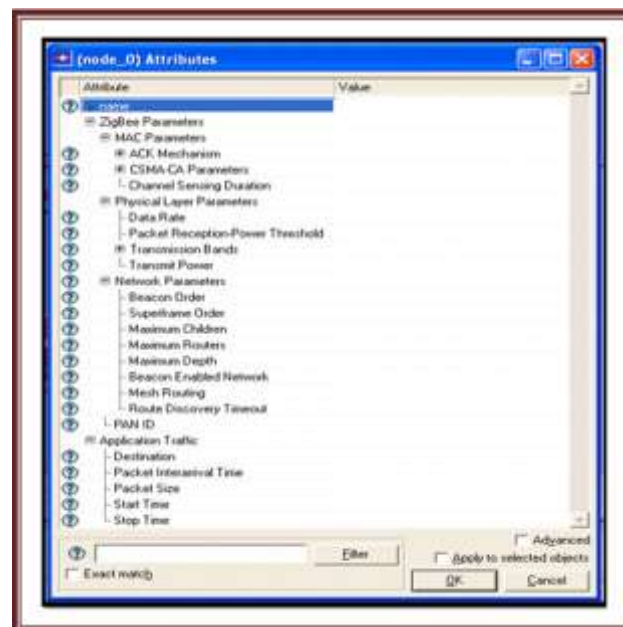 (node_0) Attributes
Attribute Value
name
ZigBee Parameters
MAC Parameters
ACK Mechanism
CSMA-CA Parameters
Channel Sensing Duration
Physical Layer Parameters
Data Rate
Packet Reception-Power Threshold
Transmission Bands
Transmit Power
Network Parameters
Beacon Order
Superframe Order
Maximum Children
Maximum Routers
Maximum Depth
Beacon Enabled Network
Mesh Routing
Route Discovery Timeout
PAN ID
Application Traffic
Destination
Packet Interarrival Time
Packet Size
Start Time
Stop Time
Advanced
Filter
Apply to selected objects
Exact match
OK Cancel